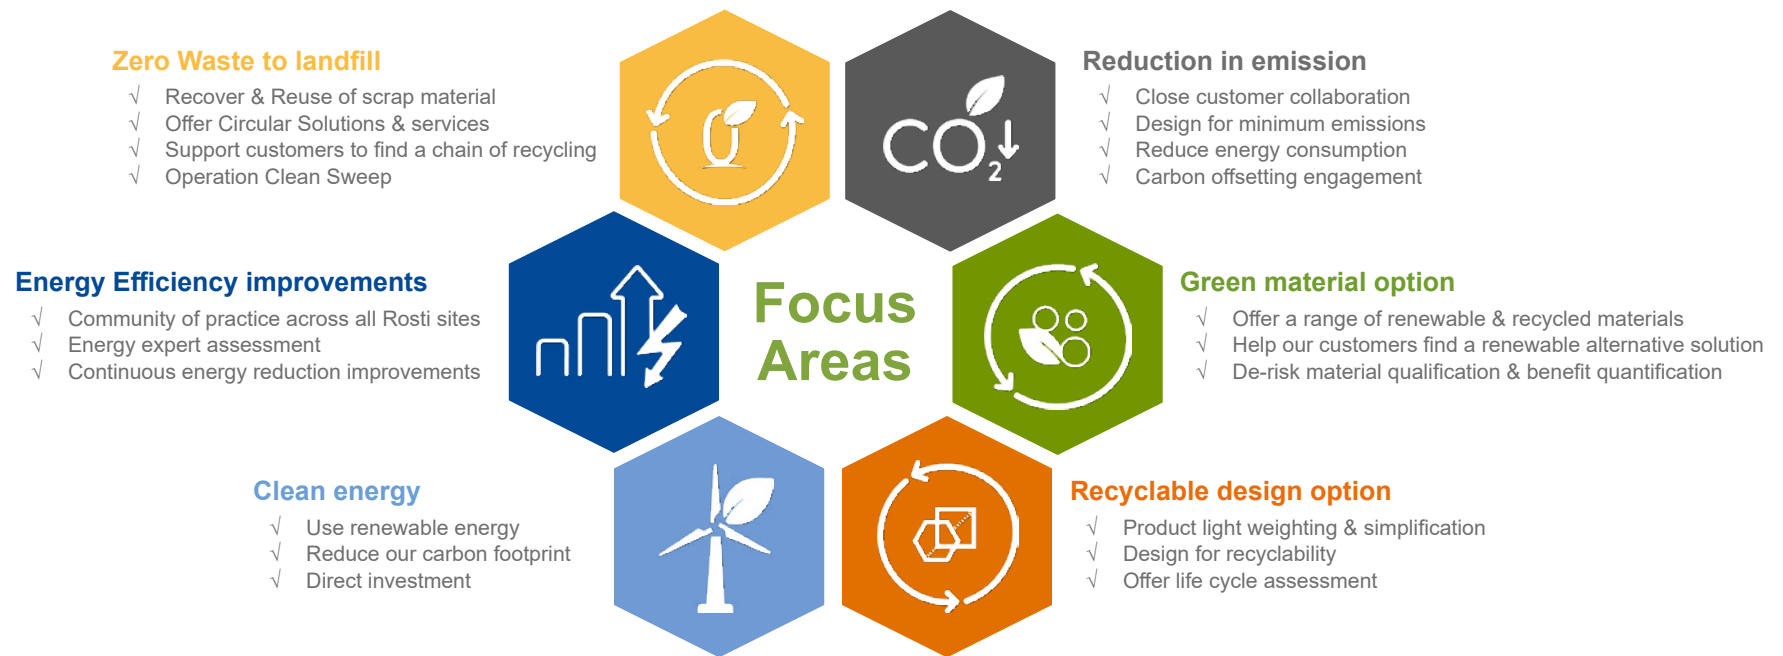 Zero Waste to landfill
√ Recover & Reuse of scrap material
√ Offer Circular Solutions & services
√ Support customers to find a chain of recycling
√ Operation Clean Sweep
CO₂
Reduction in emission
√ Close customer collaboration
√ Design for minimum emissions
√ Reduce energy consumption
√ Carbon offsetting engagement
Energy Efficiency improvements
√ Community of practice across all Rosti sites
√ Energy expert assessment
√ Continuous energy reduction improvements
Focus
Areas
Green material option
√ Offer a range of renewable & recycled materials
√ Help our customers find a renewable alternative solution
√ De-risk material qualification & benefit quantification
Clean energy
√ Use renewable energy
√ Reduce our carbon footprint
√ Direct investment
Recyclable design option
√ Product light weighting & simplification
√ Design for recyclability
√ Offer life cycle assessment